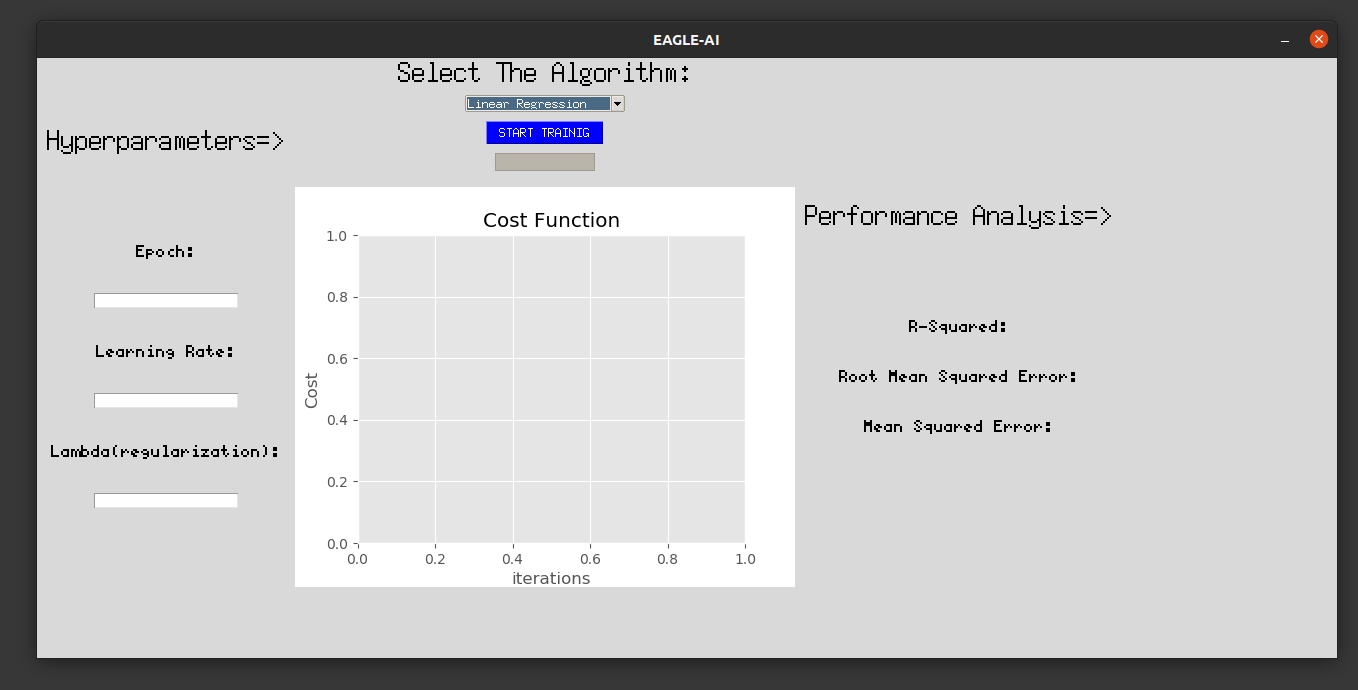 EAGLE-AI
Select The Algorithm:
Linear Regression
START TRAINIG
Hyperparameters=>
Epoch:
Learning Rate:
Lambda(regularization):
Cost Function
1.0
0.8
0.6
0.4
0.2
0.0
Cost
0.0 0.2 0.4 0.6 0.8 1.0
iterations
Performance Analysis=>
R-Squared:
Root Mean Squared Error:
Mean Squared Error: